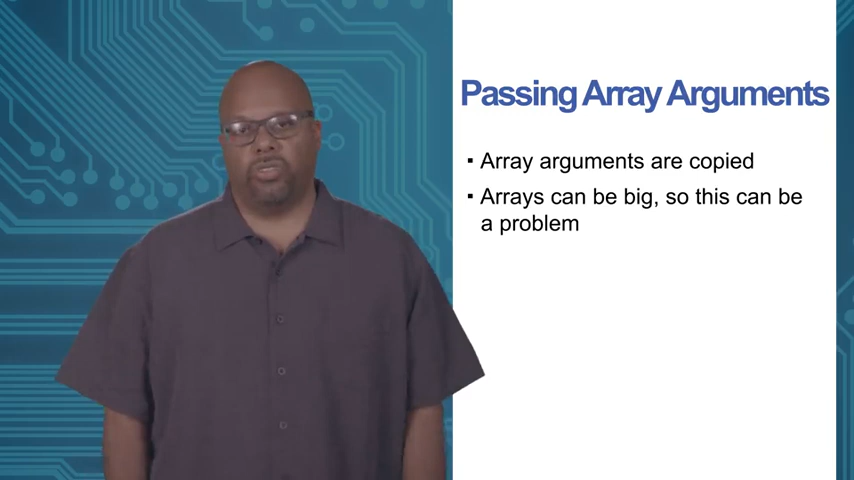 Passing Array Arguments
▪ Array arguments are copied
▪ Arrays can be big, so this can be
a problem